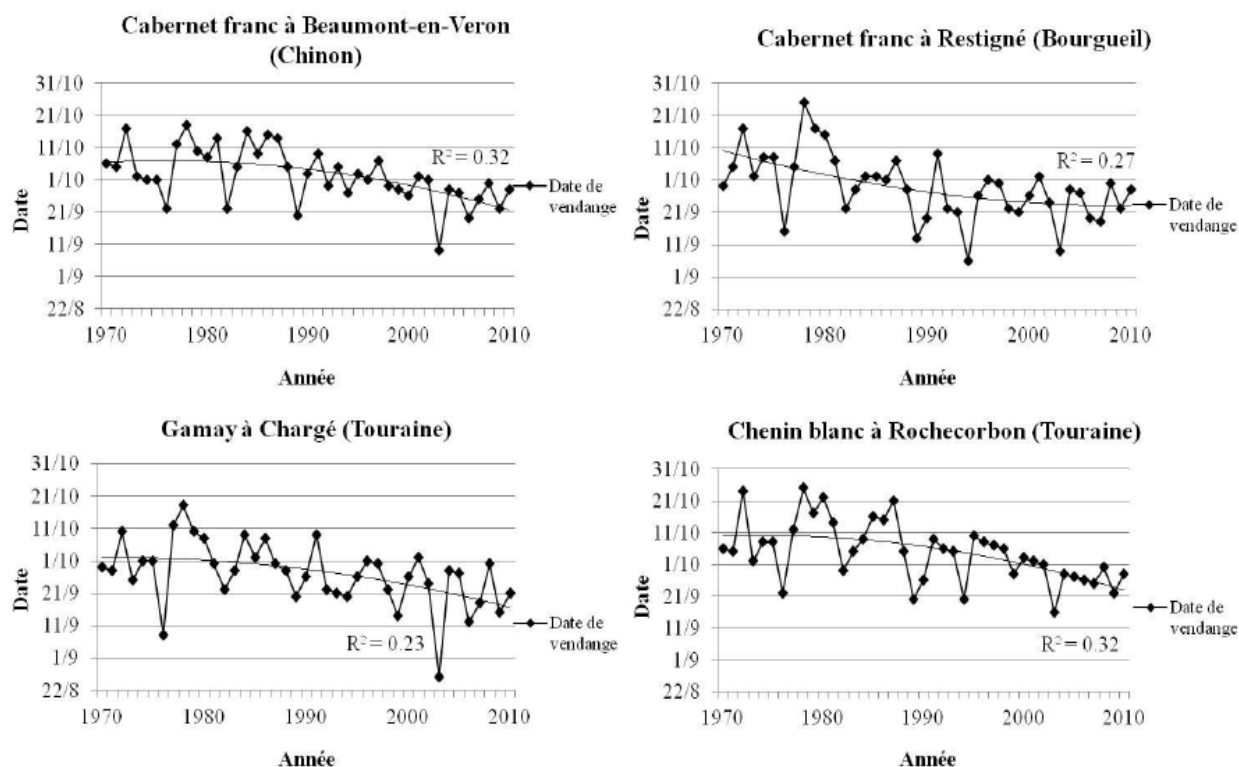 Cabernet franc à Beaumont-en-Veron
(Chinon)
31/10
21/10
11/10
1/10
21/9
11/9
1/9
22/8
Date
R² = 0.32
Date de
vendange
1970
1980
1990
2000
2010
Année
Cabernet franc à Restigné (Bourgueil)
31/10
21/10
11/10
1/10
21/9
11/9
1/9
22/8
Date
R² = 0.27
Date de
vendange
1970
1980
1990
2000
2010
Année
Gamay à Chargé (Touraine)
31/10
21/10
11/10
1/10
21/9
11/9
1/9
22/8
Date
R² = 0.23
Date de
vendange
1970
1980
1990
2000
2010
Année
Chenin blanc à Rochecorbon (Touraine)
31/10
21/10
11/10
1/10
21/9
11/9
1/9
22/8
Date
R² = 0.32
Date de
vendange
1970
1980
1990
2000
2010
Année